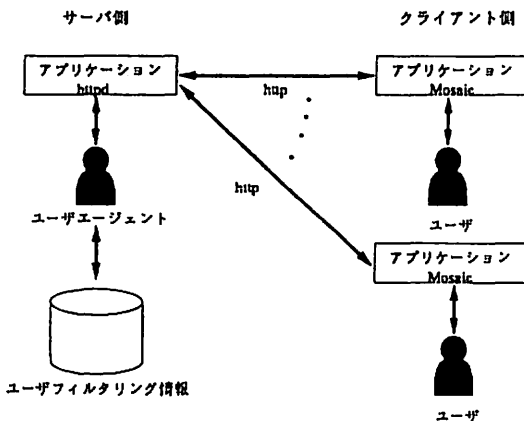 サーバ側
クライアント側
アプリケーション
httpd
http
アプリケーション
Mosaic
http
ユーザエージェント
ユーザ
アプリケーション
Mosaic
ユーザフィルタリング情報
ユーザ